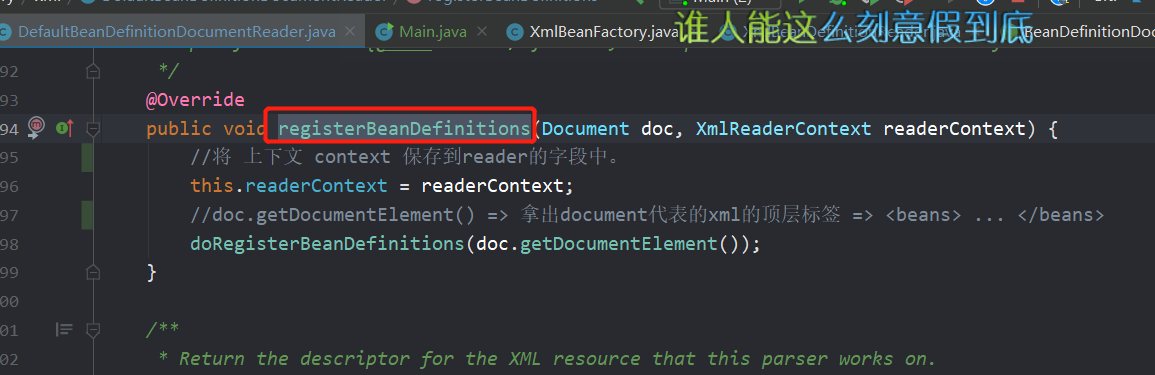 DefaultBeanDefinitionDocumentReader.java Main.java XmlBeanFactory.java
谁人能这么刻意假到底
92 */
93 @Override
94 public void registerBeanDefinitions(Document doc, XmlReaderContext readerContext) {
95 //将 上下文 context 保存到reader的字段中。
96 this.readerContext = readerContext;
97 //doc.getDocumentElement() => 拿出document代表的xml的顶层标签 => <beans> ... </beans>
98 doRegisterBeanDefinitions(doc.getDocumentElement());
99 }
00
01 /**
02 * Return the descriptor for the XML resource that this parser works on.